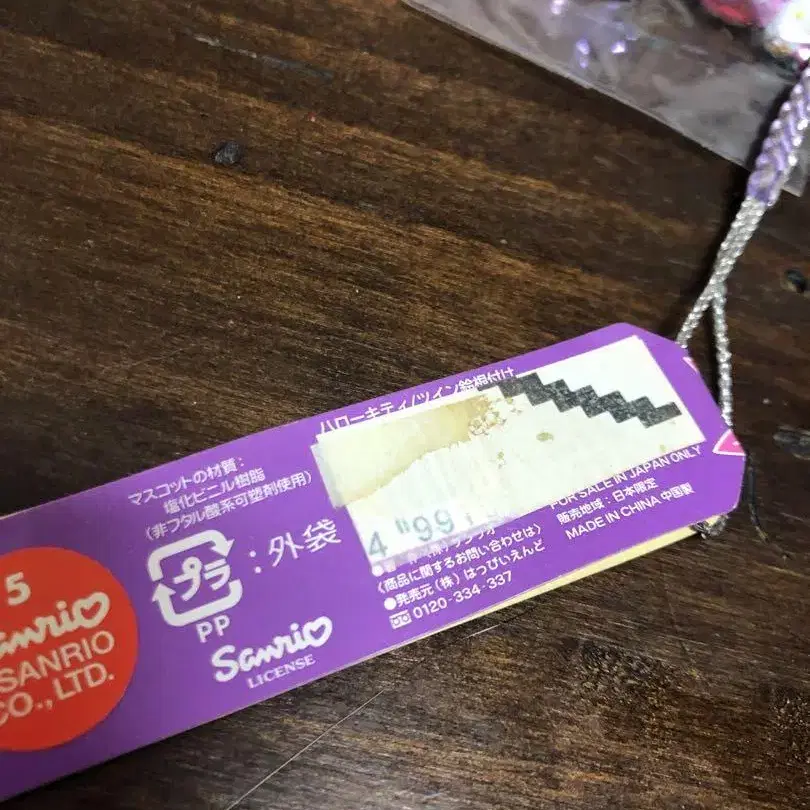 ハローキティ/ツイン鈴根付け
マスコットの材質:
塩化ビニル樹脂
(非フタル酸系可塑剤使用)
プラ
:外袋
PP
Sanrio
LICENSE
5
SANRIO
CO., LTD.
4 99
FOR SALE IN JAPAN ONLY
販売地域:日本限定
MADE IN CHINA 中国製
(商品に関するお問い合わせは)
●発売元(株)はっぴいえんど
0120-334-337